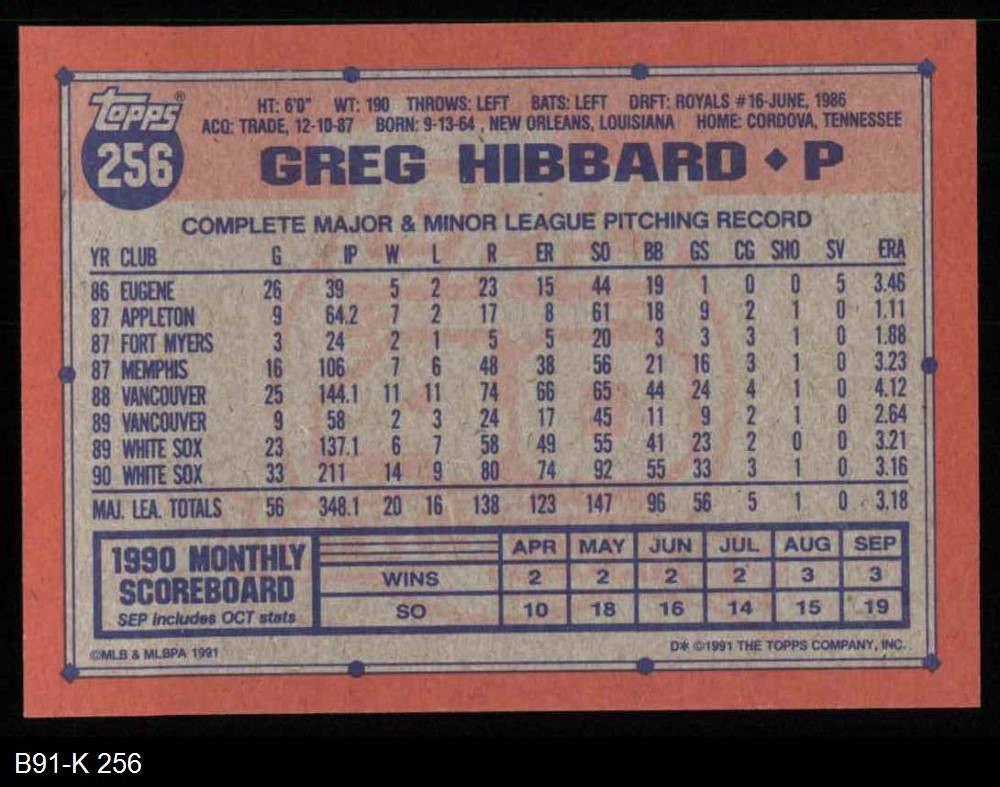 topps®
256
HT: 6'0" WT: 190 THROWS: LEFT BATS: LEFT DRFT: ROYALS #16-JUNE, 1986
ACQ: TRADE, 12-10-87 BORN: 9-13-64, NEW ORLEANS, LOUISIANA HOME: CORDOVA, TENNESSEE
GREG HIBBARD ♦ P
COMPLETE MAJOR & MINOR LEAGUE PITCHING RECORD
YR CLUB G IP W L R ER SO BB GS CG SHO SV ERA
86 EUGENE 26 39 5 2 23 15 44 19 1 0 0 5 3.46
87 APPLETON 9 64.2 7 2 17 8 61 18 9 2 1 0 1.11
87 FORT MYERS 3 24 2 1 5 5 20 3 3 3 1 0 1.88
87 MEMPHIS 16 106 7 6 48 38 56 21 16 3 1 0 3.23
88 VANCOUVER 25 144.1 11 11 74 66 65 44 24 4 1 0 4.12
89 VANCOUVER 9 58 2 3 24 17 45 11 9 2 1 0 2.64
89 WHITE SOX 23 137.1 6 7 58 49 55 41 23 2 0 0 3.21
90 WHITE SOX 33 211 14 9 80 74 92 55 33 3 1 0 3.16
MAJ. LEA. TOTALS 56 348.1 20 16 138 123 147 96 56 5 1 0 3.18
1990 MONTHLY SCOREBOARD
SEP includes OCT stats
APR MAY JUN JUL AUG SEP
WINS 2 2 2 2 3 3
SO 10 18 16 14 15 19
©MLB & MLBPA 1991
D* ©1991 THE TOPPS COMPANY, INC.
B91-K 256